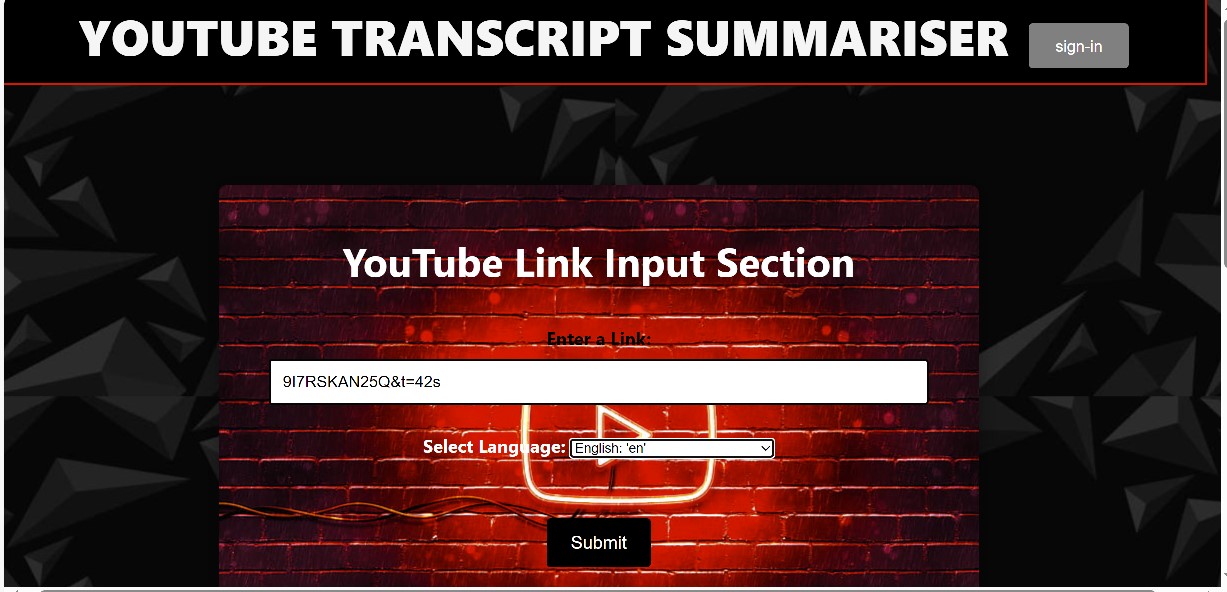 YOUTUBE TRANSCRIPT SUMMARISER
sign-in
YouTube Link Input Section
Enter a Link:
9I7RSKAN25Q&t=42s
Select Language: English: 'en'
Submit